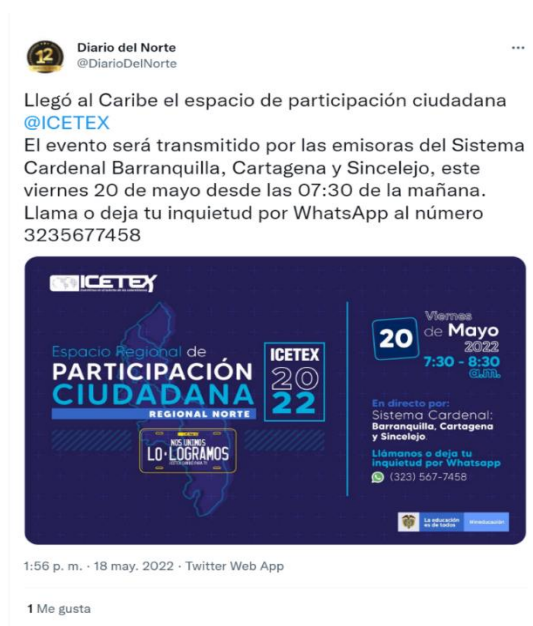 Diario del Norte
@DiarioDelNorte
Llegó al Caribe el espacio de participación ciudadana
@ICETEX
El evento será transmitido por las emisoras del Sistema
Cardenal Barranquilla, Cartagena y Sincelejo, este
viernes 20 de mayo desde las 07:30 de la mañana.
Llama o deja tu inquietud por WhatsApp al número
3235677458
ICETEX
Espacio Regional de
PARTICIPACIÓN
CIUDADANA
REGIONAL NORTE
ICETEX
20
22
NOS UNIMOS
LO·LOGRAMOS
20
Viernes
de Mayo
2022
7:30 - 8:30
a.m.
En directo por:
Sistema Cardenal:
Barranquilla, Cartagena
y Sincelejo.
Llámanos o deja tu
inquietud por Whatsapp
(323) 567-7458
La educación
es de todos
Mineducación
1:56 p. m. · 18 may. 2022 · Twitter Web App
1 Me gusta